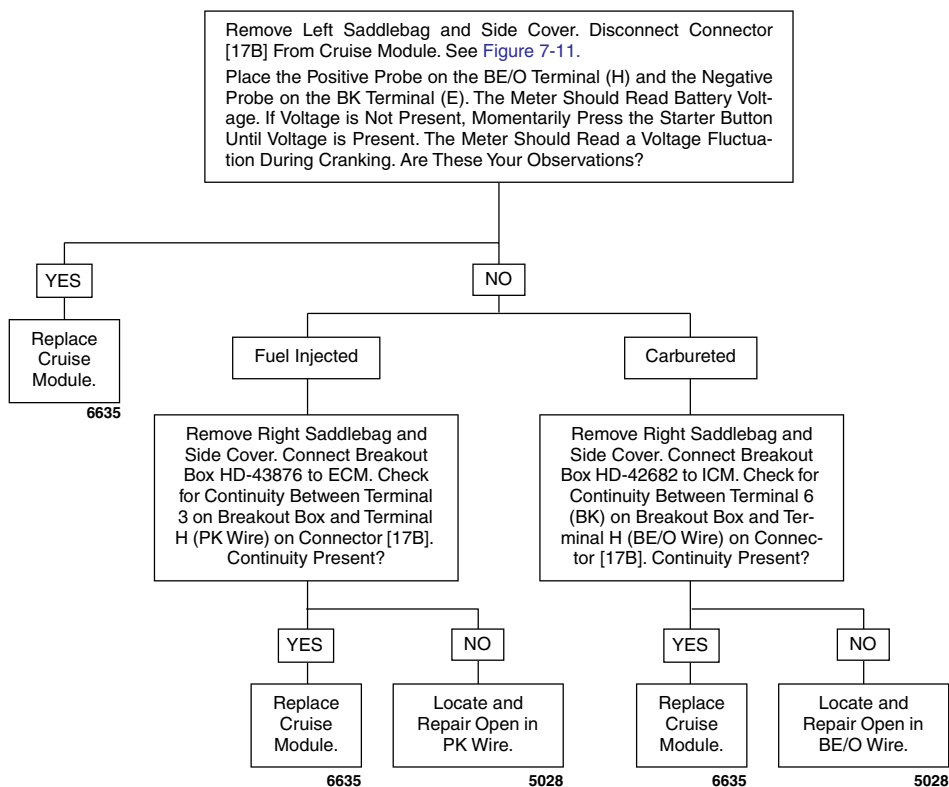 Remove Left Saddlebag and Side Cover. Disconnect Connector
[17B] From Cruise Module. See Figure 7-11.
Place the Positive Probe on the BE/O Terminal (H) and the Negative
Probe on the BK Terminal (E). The Meter Should Read Battery Volt-
age. If Voltage is Not Present, Momentarily Press the Starter Button
Until Voltage is Present. The Meter Should Read a Voltage Fluctua-
tion During Cranking. Are These Your Observations?
YES
NO
Replace
Cruise
Module.
6635
Fuel Injected
Carbureted
Remove Right Saddlebag and
Side Cover. Connect Breakout
Box HD-43876 to ECM. Check
for Continuity Between Terminal
3 on Breakout Box and Terminal
H (PK Wire) on Connector [17B].
Continuity Present?
Remove Right Saddlebag and
Side Cover. Connect Breakout
Box HD-42682 to ICM. Check for
Continuity Between Terminal 6
(BK) on Breakout Box and Ter-
minal H (BE/O Wire) on Connec-
tor [17B]. Continuity Present?
YES
NO
YES
NO
Replace
Cruise
Module.
6635
Locate and
Repair Open in
PK Wire.
5028
Replace
Cruise
Module.
6635
Locate and
Repair Open in
BE/O Wire.
5028